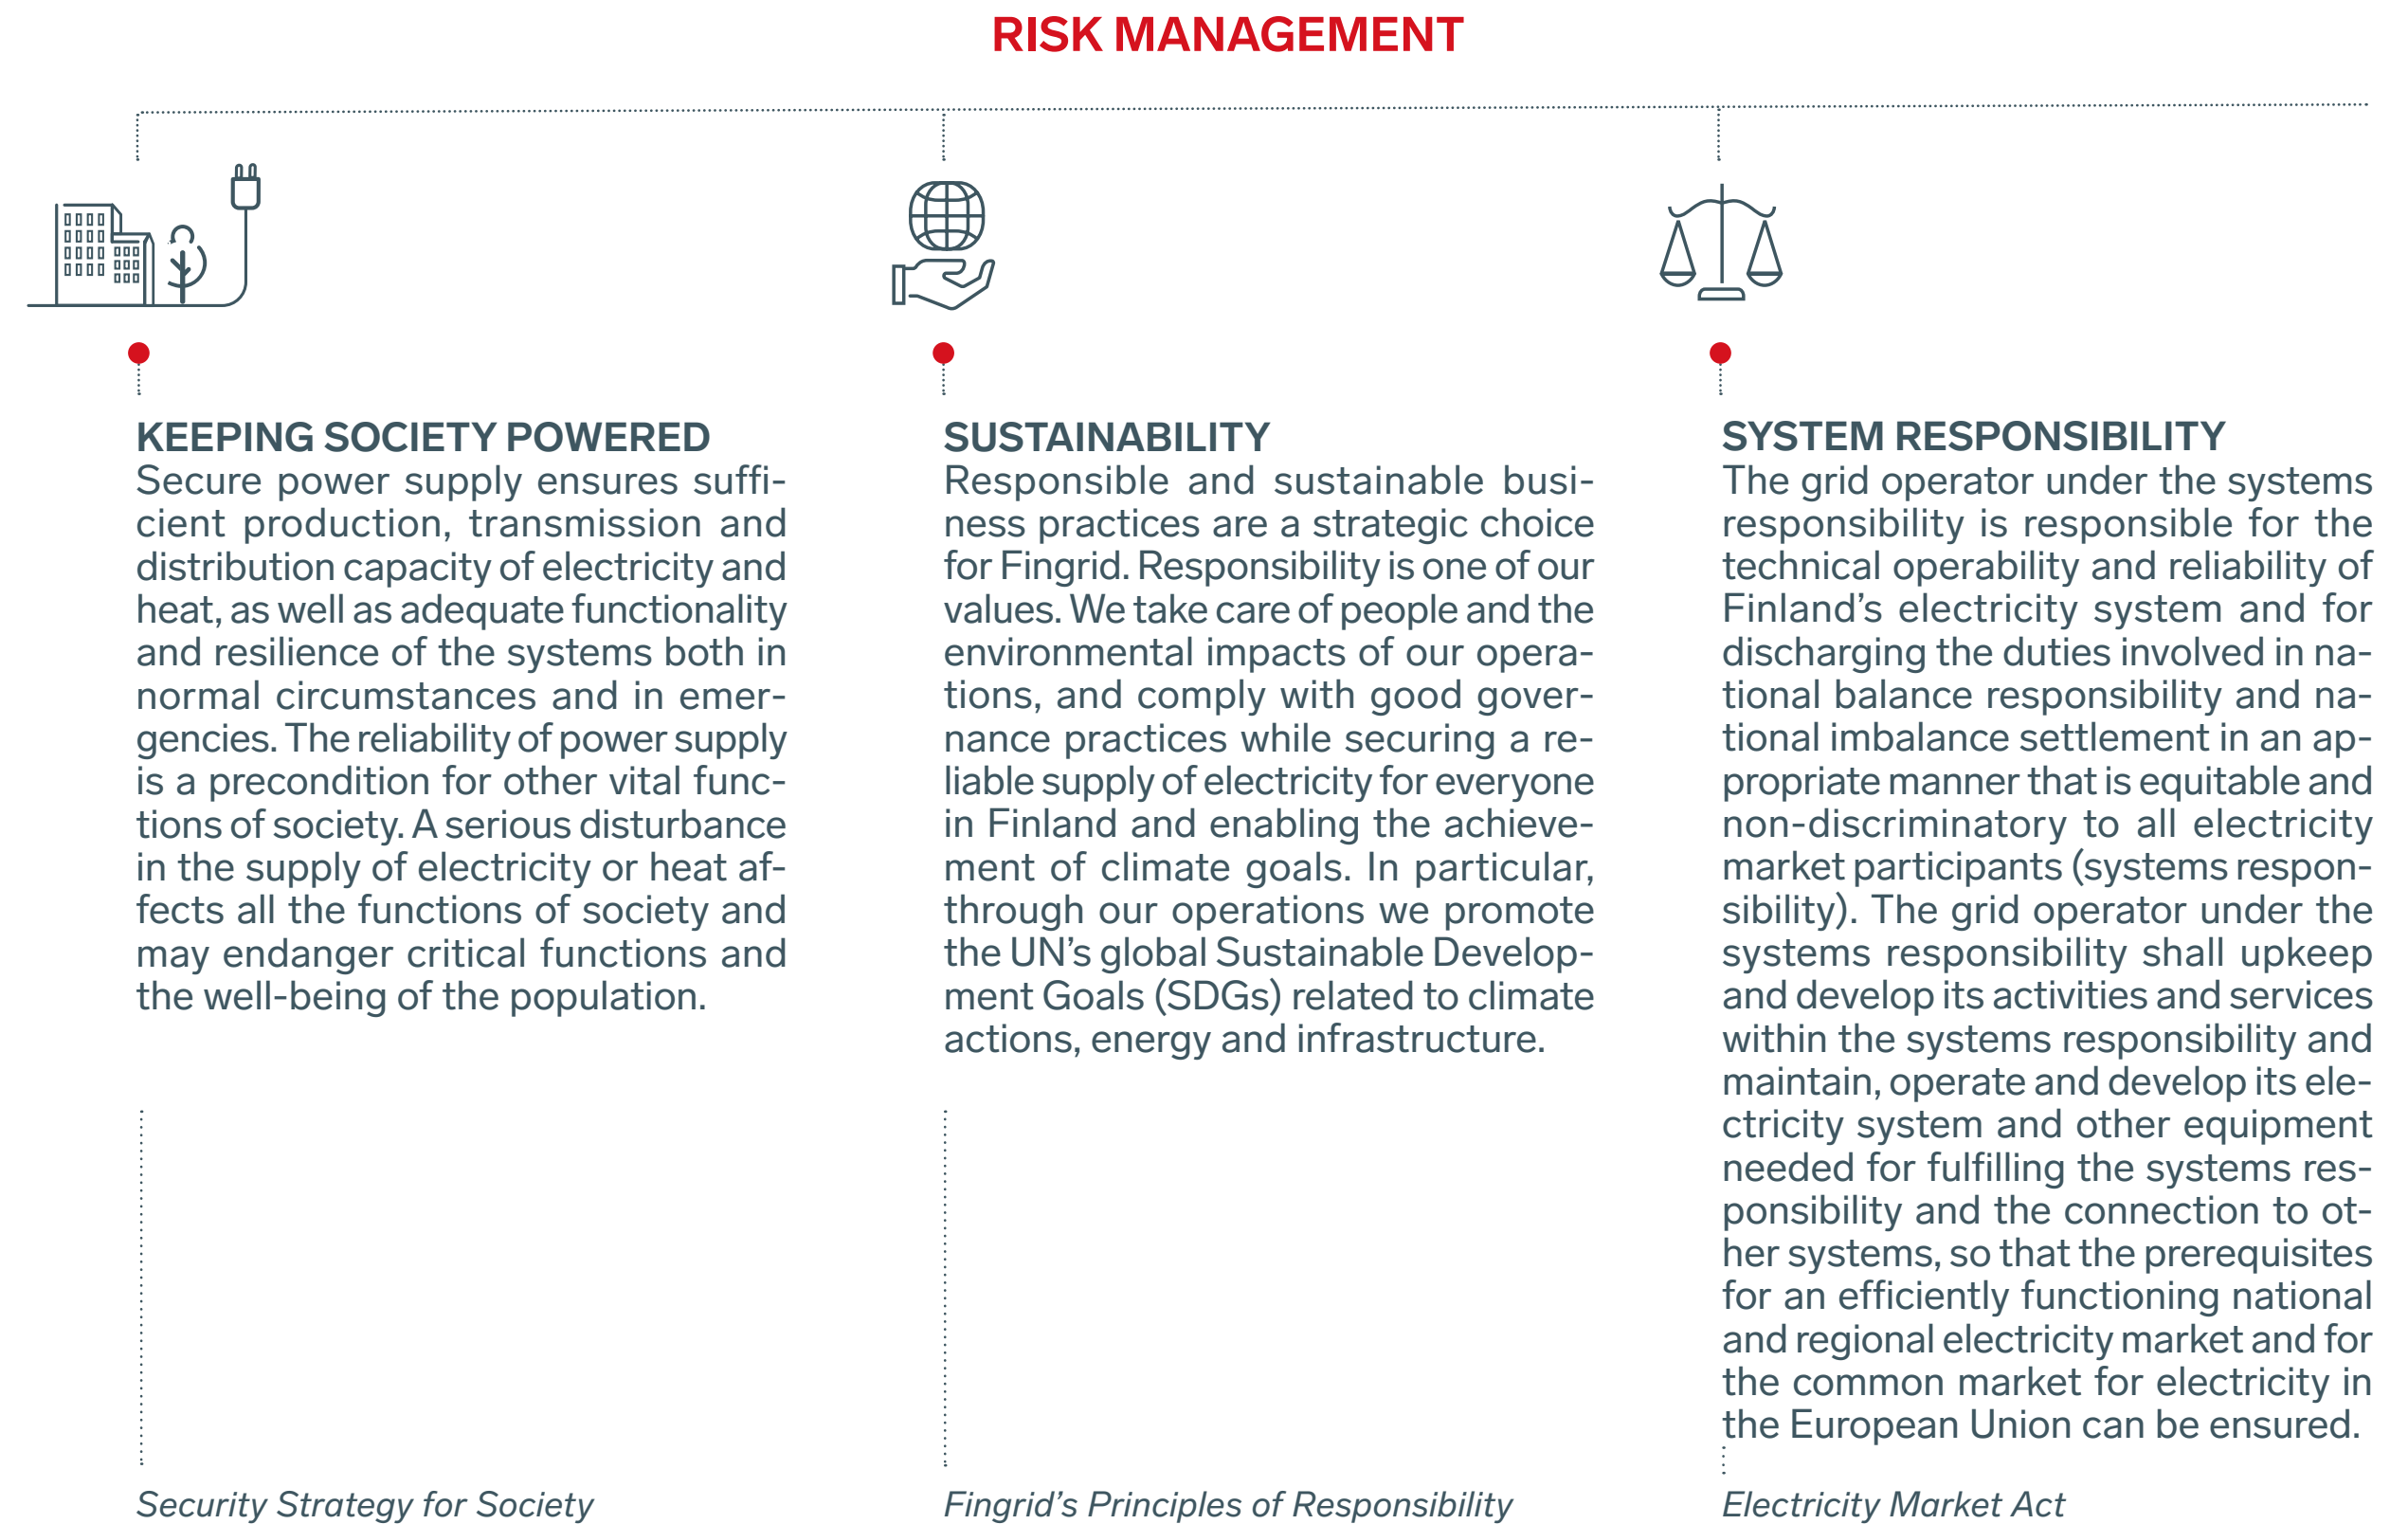 RISK MANAGEMENT
KEEPING SOCIETY POWERED
Secure power supply ensures suffi-
cient production, transmission and
distribution capacity of electricity and
heat, as well as adequate functionality
and resilience of the systems both in
normal circumstances and in emer-
gencies. The reliability of power supply
is a precondition for other vital func-
tions of society. A serious disturbance
in the supply of electricity or heat af-
fects all the functions of society and
may endanger critical functions and
the well-being of the population.
Security Strategy for Society
SUSTAINABILITY
Responsible and sustainable busi-
ness practices are a strategic choice
for Fingrid. Responsibility is one of our
values. We take care of people and the
environmental impacts of our opera-
tions, and comply with good gover-
nance practices while securing a re-
liable supply of electricity for everyone
in Finland and enabling the achieve-
ment of climate goals. In particular,
through our operations we promote
the UN’s global Sustainable Develop-
ment Goals (SDGs) related to climate
actions, energy and infrastructure.
Fingrid’s Principles of Responsibility
SYSTEM RESPONSIBILITY
The grid operator under the systems
responsibility is responsible for the
technical operability and reliability of
Finland’s electricity system and for
discharging the duties involved in na-
tional balance responsibility and na-
tional imbalance settlement in an ap-
propriate manner that is equitable and
non-discriminatory to all electricity
market participants (systems respon-
sibility). The grid operator under the
systems responsibility shall upkeep
and develop its activities and services
within the systems responsibility and
maintain, operate and develop its ele-
ctricity system and other equipment
needed for fulfilling the systems res-
ponsibility and the connection to ot-
her systems, so that the prerequisites
for an efficiently functioning national
and regional electricity market and for
the common market for electricity in
the European Union can be ensured.
Electricity Market Act